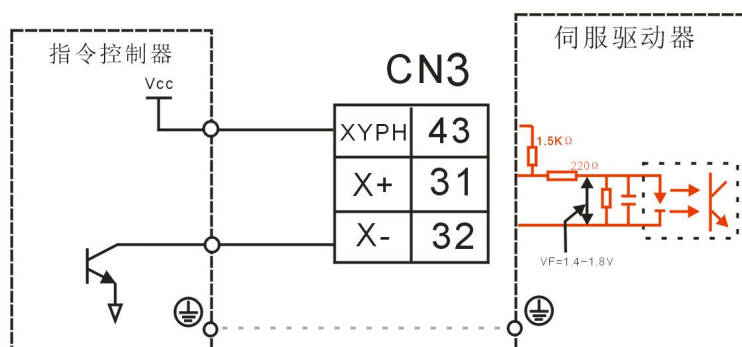 指令控制器
伺服驱动器
CN3
Vcc
XYPH 43
1.5KΩ
220Ω
X+ 31
X- 32
VF=1.4~1.8V